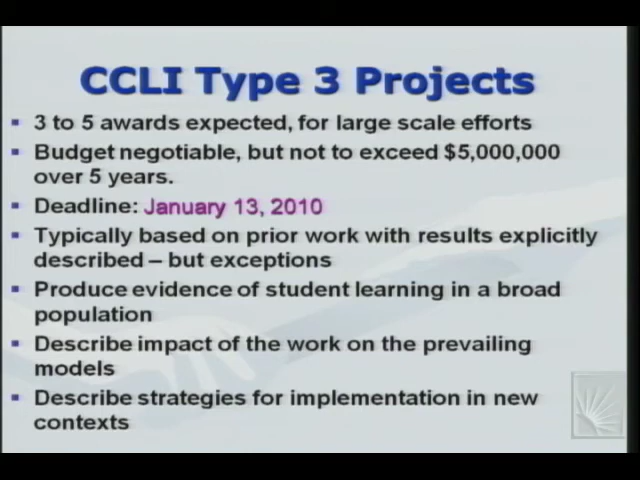 CCLI Type 3 Projects
3 to 5 awards expected, for large scale efforts
Budget negotiable, but not to exceed $5,000,000
over 5 years.
Deadline: January 13, 2010
Typically based on prior work with results explicitly
described – but exceptions
Produce evidence of student learning in a broad
population
Describe impact of the work on the prevailing
models
Describe strategies for implementation in new
contexts